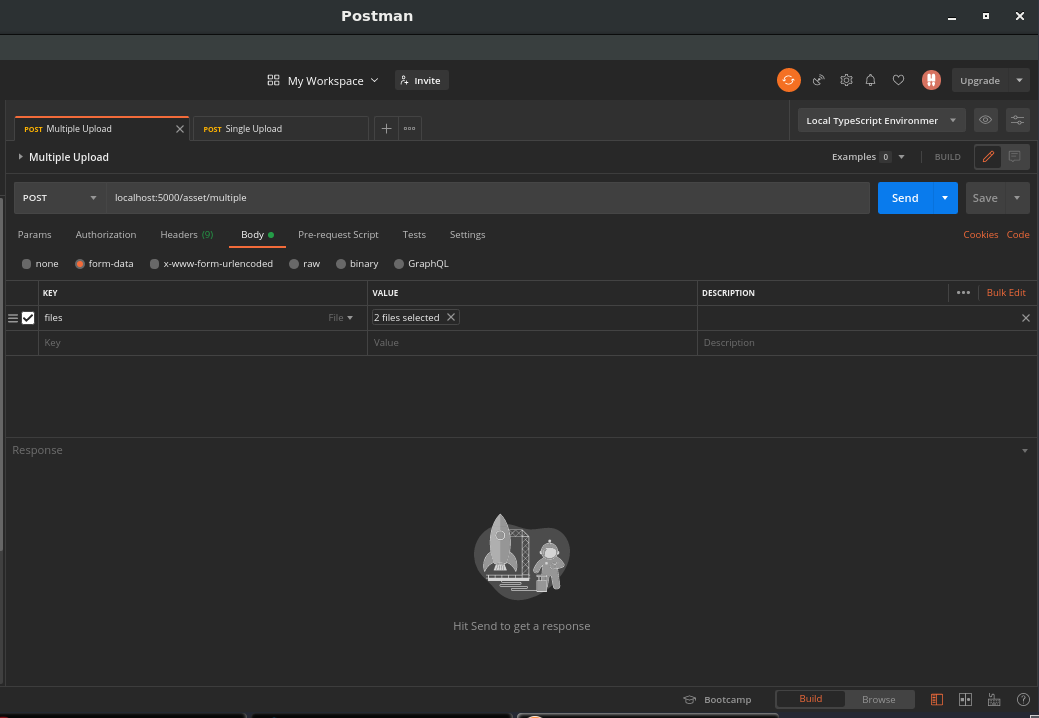 Postman
My Workspace Invite Upgrade
POST Multiple Upload POST Single Upload Local TypeScript Environmer
Multiple Upload Examples 0 BUILD
POST localhost:5000/asset/multiple Send Save
Params Authorization Headers (9) Body Pre-request Script Tests Settings Cookies Code
none form-data x-www-form-urlencoded raw binary GraphQL
KEY VALUE DESCRIPTION Bulk Edit
files File 2 files selected
Key Value Description
Response
Hit Send to get a response
Bootcamp Build Browse